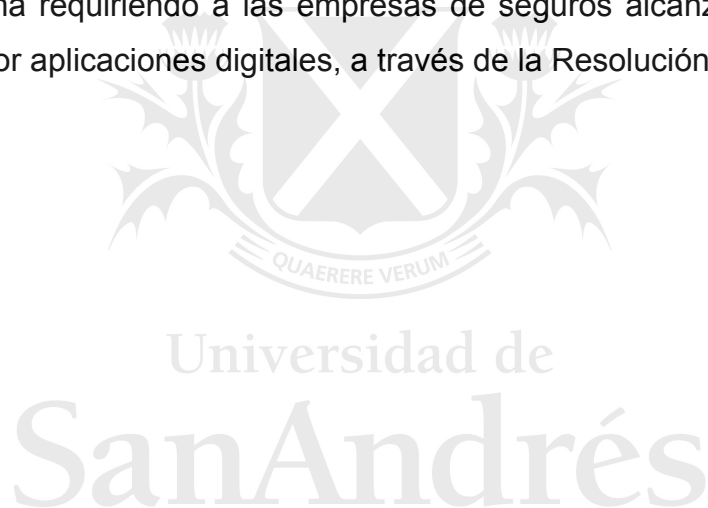 na requiriendo a las empresas de seguros alcanz
or aplicaciones digitales, a través de la Resolución
QUAERERE VERUM
Universidad de
SanAndrés